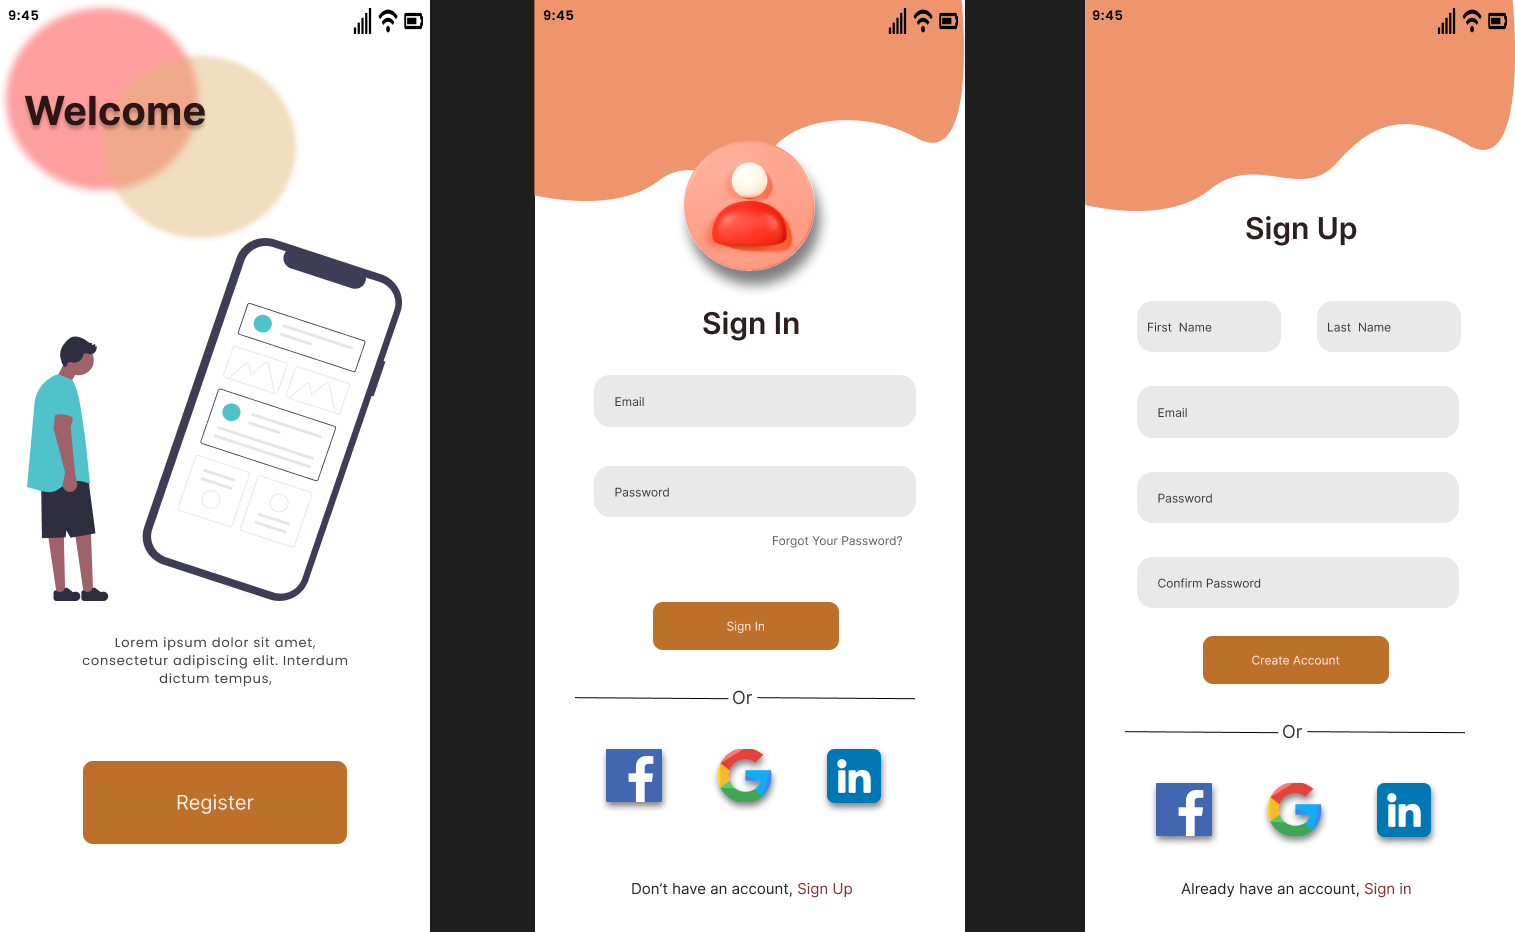 9:45
Welcome
Lorem ipsum dolor sit amet,
consectetur adipiscing elit. Interdum
dictum tempus,
Register
9:45
Sign In
Email
Password
Forgot Your Password?
Sign In
Or
f
G
in
Don't have an account, Sign Up
9:45
Sign Up
First Name
Last Name
Email
Password
Confirm Password
Create Account
Or
f
G
in
Already have an account, Sign in